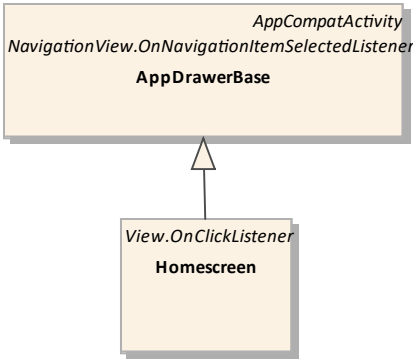 AppCompatActivity
NavigationView.OnNavigationItemSelectedListener
AppDrawerBase
View.OnClickListener
Homescreen